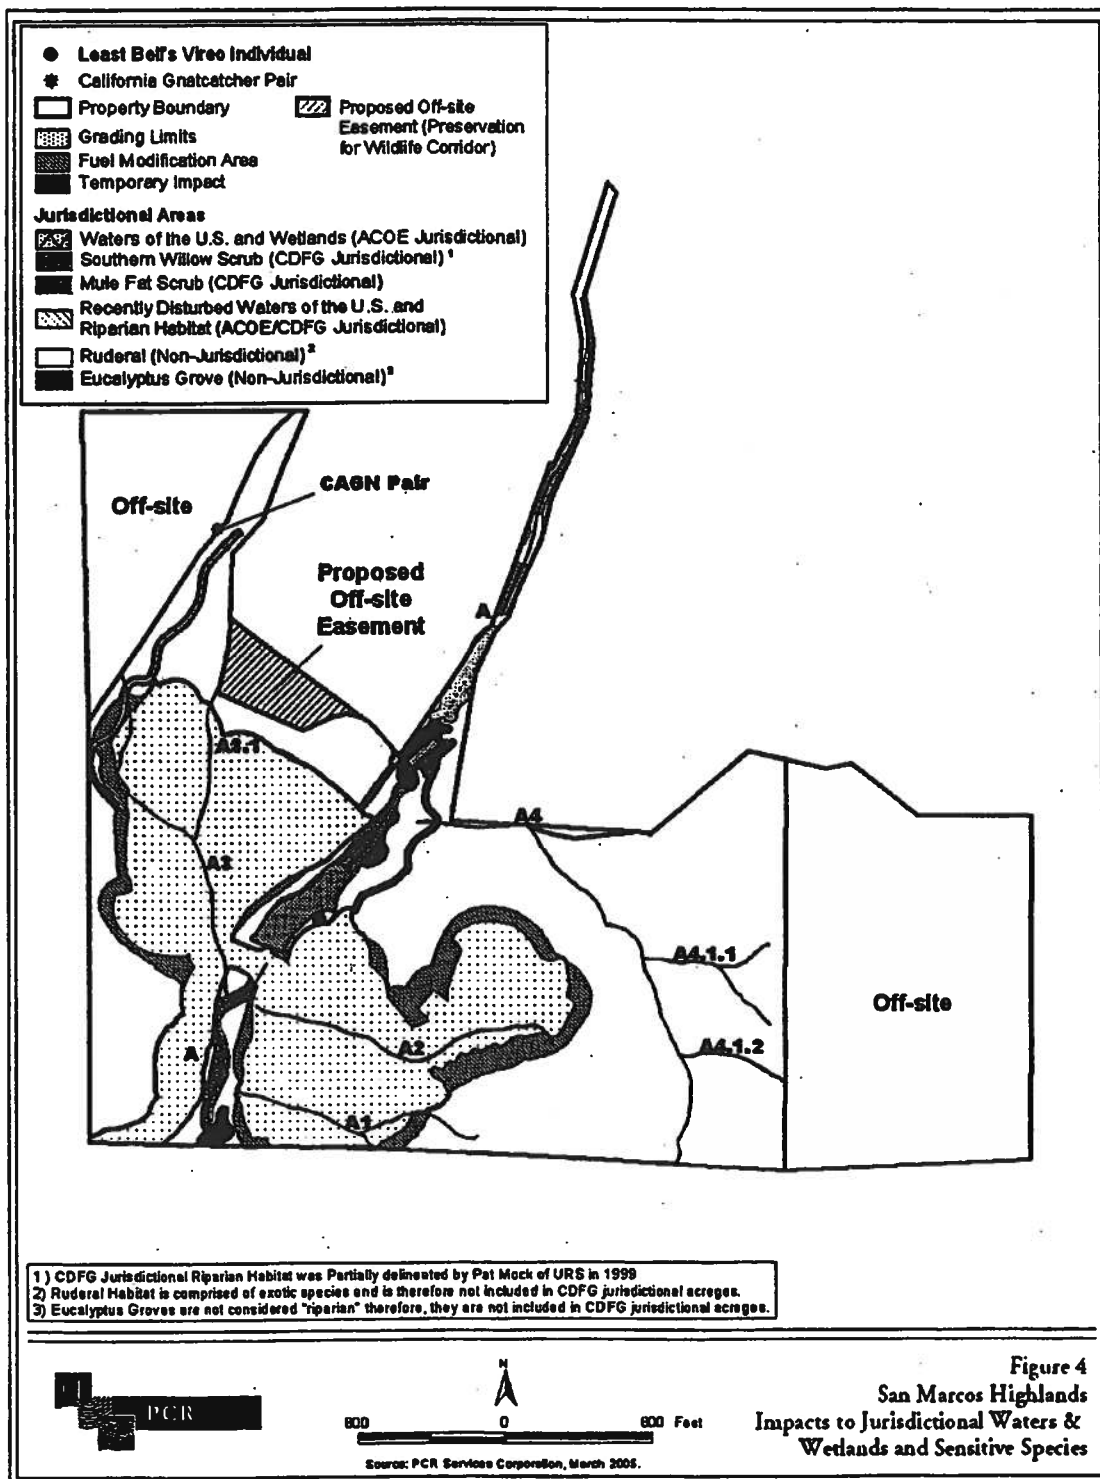 Least Bell's Vireo Individual
California Gnatcatcher Pair
Property Boundary
Proposed Off-site
Easement (Preservation
for Wildlife Corridor)
Grading Limits
Fuel Modification Area
Temporary Impact
Jurisdictional Areas
Waters of the U.S. and Wetlands (ACOE Jurisdictional)
Southern Willow Scrub (CDFG Jurisdictional) 1
Mule Fat Scrub (CDFG Jurisdictional)
Recently Disturbed Waters of the U.S. and
Riparian Habitat (ACOE/CDFG Jurisdictional)
Ruderal (Non-Jurisdictional) 2
Eucalyptus Grove (Non-Jurisdictional) 3
CAGN Pair
Off-site
Proposed
Off-site
Easement
A
A3.1
A4
A3
A4.1.1
Off-site
A4.1.2
A2
A
A1
1 ) CDFG Jurisdictional Riparian Habitat was Partially delineated by Pat Mock of URS in 1999
2) Ruderal Habitat is comprised of exotic species and is therefore not included in CDFG jurisdictional acreges.
3) Eucalyptus Groves are not considered "riparian" therefore, they are not included in CDFG jurisdictional acreges.
PCR
N
800 0 800 Feet
Source: PCR Services Corporation, March 2005.
Figure 4
San Marcos Highlands
Impacts to Jurisdictional Waters &
Wetlands and Sensitive Species